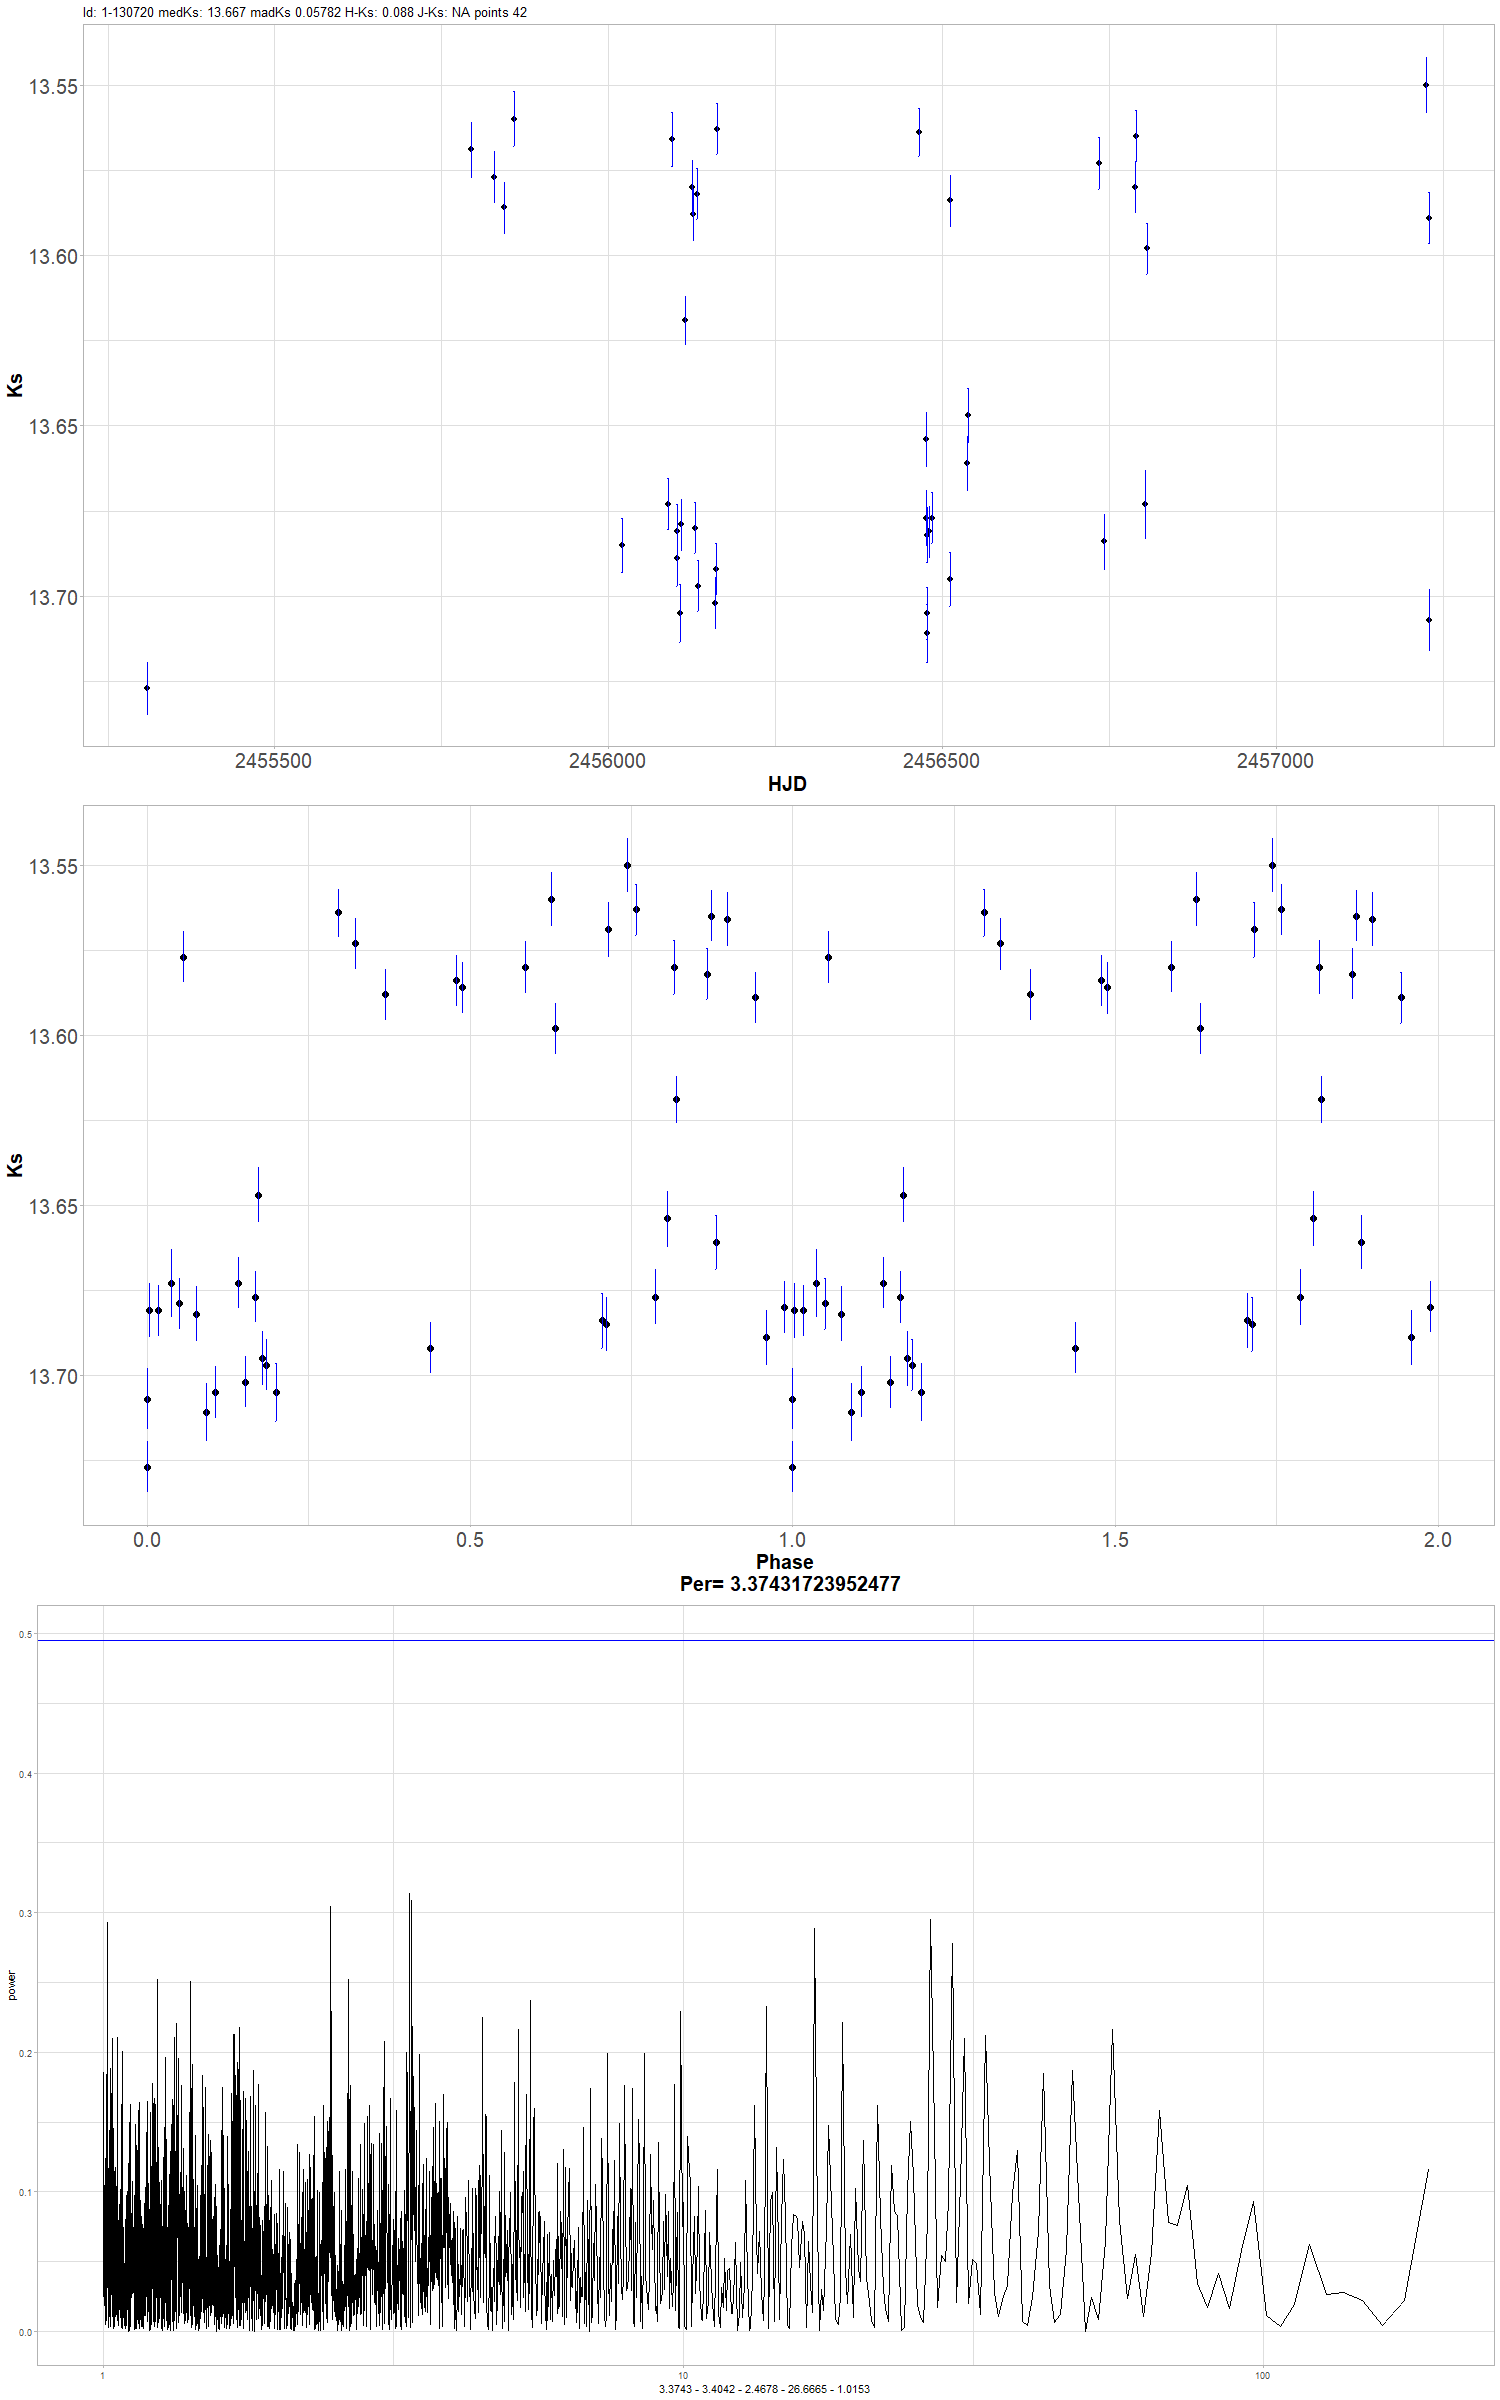 Id: 1-130720 medKs: 13.667 madKs 0.05782 H-Ks: 0.088 J-Ks: NA points 42
13.55
13.60
13.65
13.70
Ks
2455500 2456000 2456500 2457000
HJD
13.55
13.60
13.65
13.70
Ks
0.0 0.5 1.0 1.5 2.0
Phase
Per= 3.37431723952477
0.5
0.4
0.3
0.2
0.1
0.0
power
1 10 100
3.3743 - 3.4042 - 2.4678 - 26.6665 - 1.0153